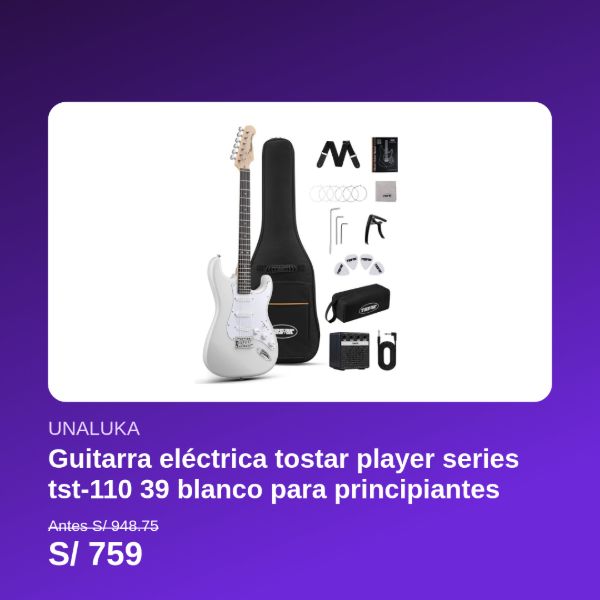 UNALUKA
Guitarra eléctrica tostar player series
tst-110 39 blanco para principiantes
Antes S/ 948.75
S/ 759